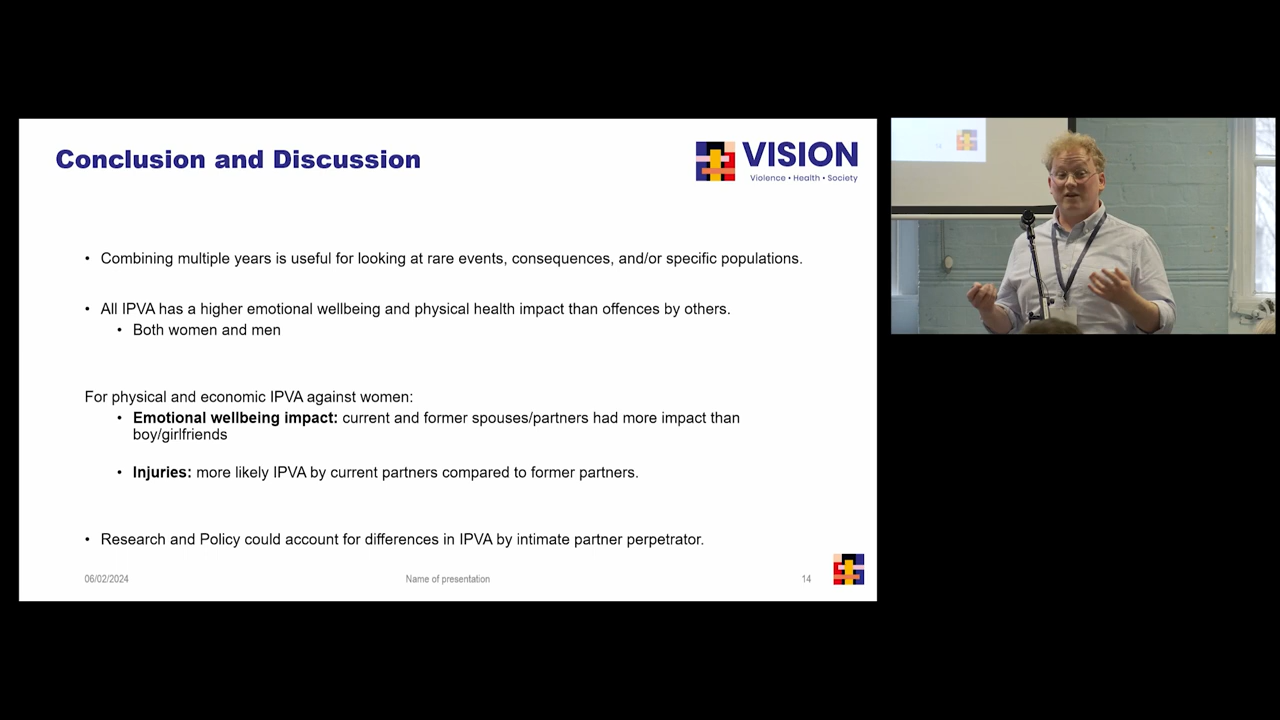 Conclusion and Discussion
VISION
Violence • Health • Society
• Combining multiple years is useful for looking at rare events, consequences, and/or specific populations.
• All IPVA has a higher emotional wellbeing and physical health impact than offences by others.
• Both women and men
For physical and economic IPVA against women:
• Emotional wellbeing impact: current and former spouses/partners had more impact than
boy/girlfriends
• Injuries: more likely IPVA by current partners compared to former partners.
• Research and Policy could account for differences in IPVA by intimate partner perpetrator.
06/02/2024
Name of presentation
14